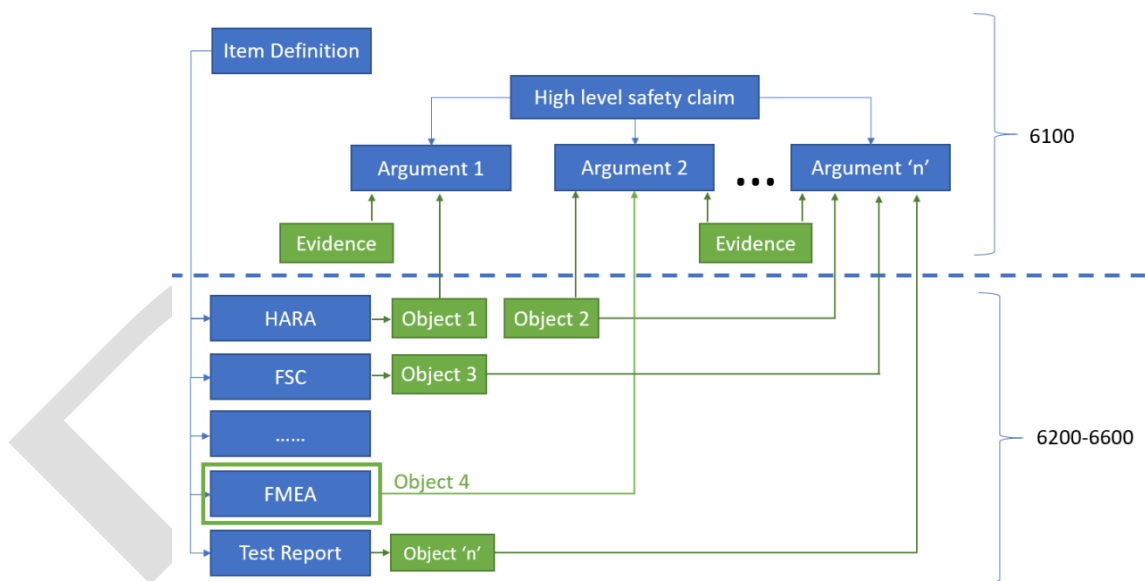 Item Definition
High level safety claim
6100
Argument 1
Argument 2
...
Argument ‘n’
Evidence
Evidence
HARA
Object 1
Object 2
FSC
Object 3
......
6200-6600
FMEA
Object 4
Test Report
Object ‘n’